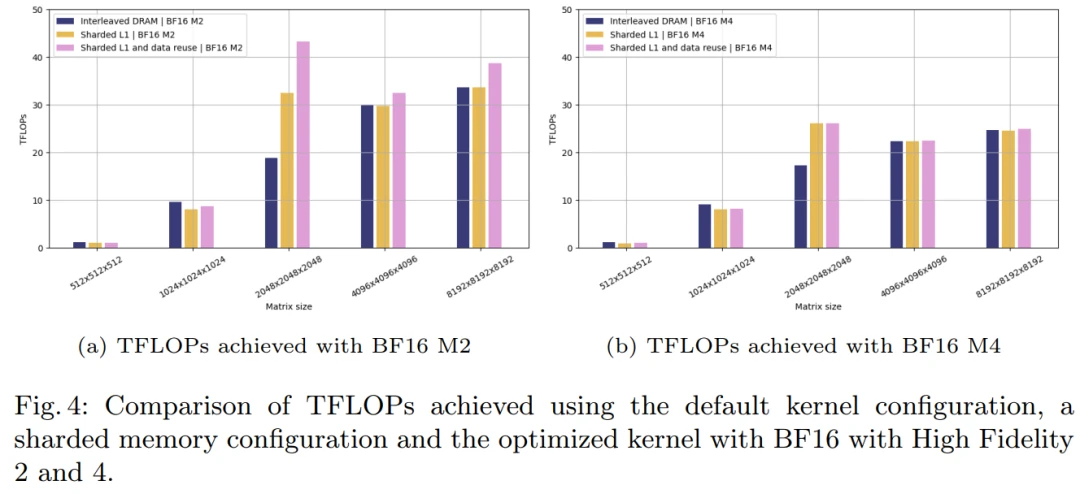 50
40
30
20
10
0
TFLOPs
Interleaved DRAM | BF16 M2
Sharded L1 | BF16 M2
Sharded L1 and data reuse | BF16 M2
512x512x512
1024x1024x1024
2048x2048x2048
4096x4096x4096
8192x8192x8192
Matrix size
(a) TFLOPs achieved with BF16 M2
50
40
30
20
10
0
TFLOPs
Interleaved DRAM | BF16 M4
Sharded L1 | BF16 M4
Sharded L1 and data reuse | BF16 M4
512x512x512
1024x1024x1024
2048x2048x2048
4096x4096x4096
8192x8192x8192
Matrix size
(b) TFLOPs achieved with BF16 M4
Fig. 4: Comparison of TFLOPs achieved using the default kernel configuration, a
sharded memory configuration and the optimized kernel with BF16 with High Fidelity
2 and 4.